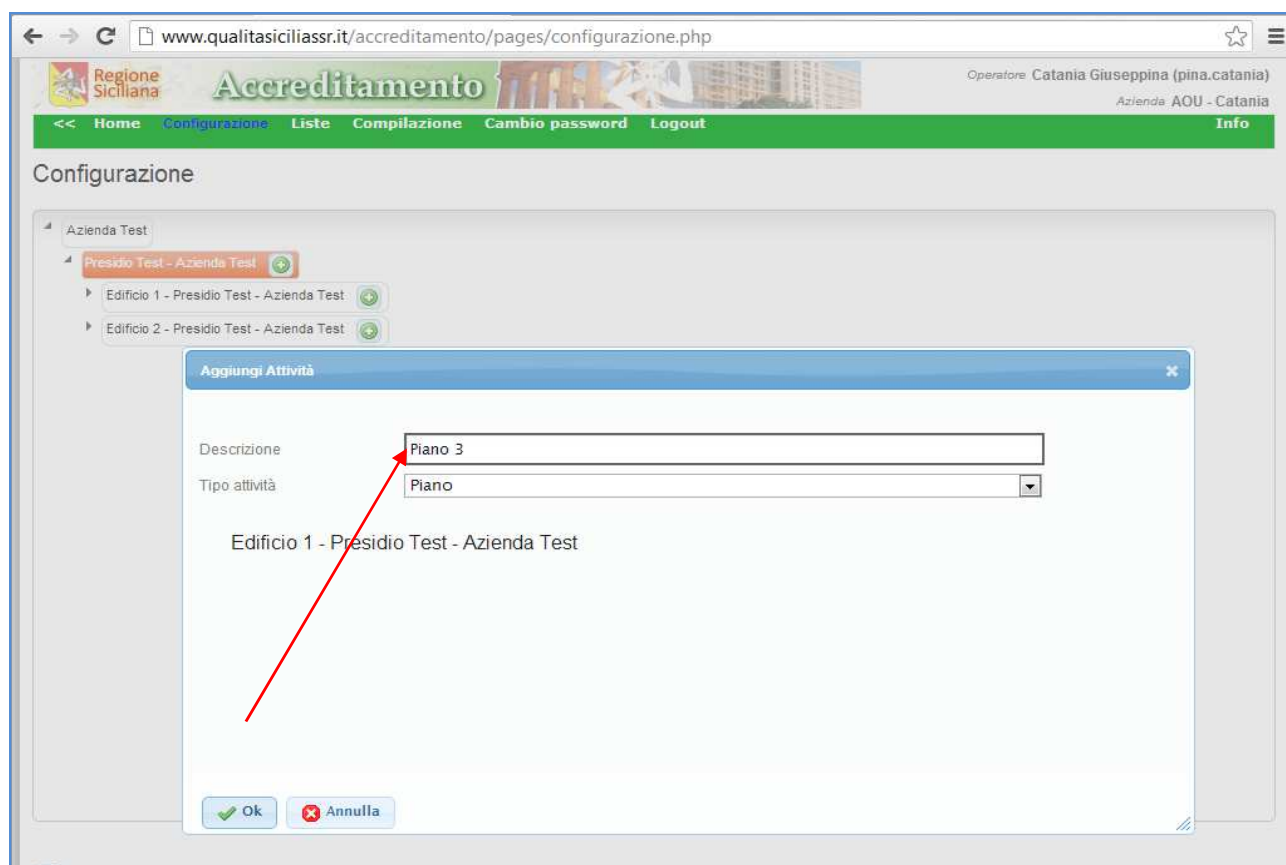 www.qualitasiciliassr.it/accreditamento/pages/configurazione.php
Regione
Siciliana
Accreditamento
Operatore Catania Giuseppina (pina.catania)
Azienda AOU - Catania
<< Home Configurazione Liste Compilazione Cambio password Logout Info
Configurazione
Azienda Test
Presidio Test - Azienda Test
Edificio 1 - Presidio Test - Azienda Test
Edificio 2 - Presidio Test - Azienda Test
Aggiungi Attività
Descrizione Piano 3
Tipo attività Piano
Edificio 1 - Presidio Test - Azienda Test
Ok Annulla